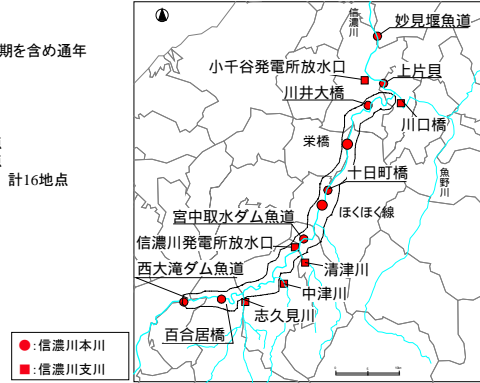 期を含め通年
計16地点
信濃川
妙見堰魚道
小千谷発電所放水口
上片貝
川井大橋
川口橋
栄橋
十日町橋
魚野川
ほくほく線
宮中取水ダム魚道
信濃川発電所放水口
西大滝ダム魚道
清津川
中津川
志久見川
百合居橋
●:信濃川本川
■:信濃川支川